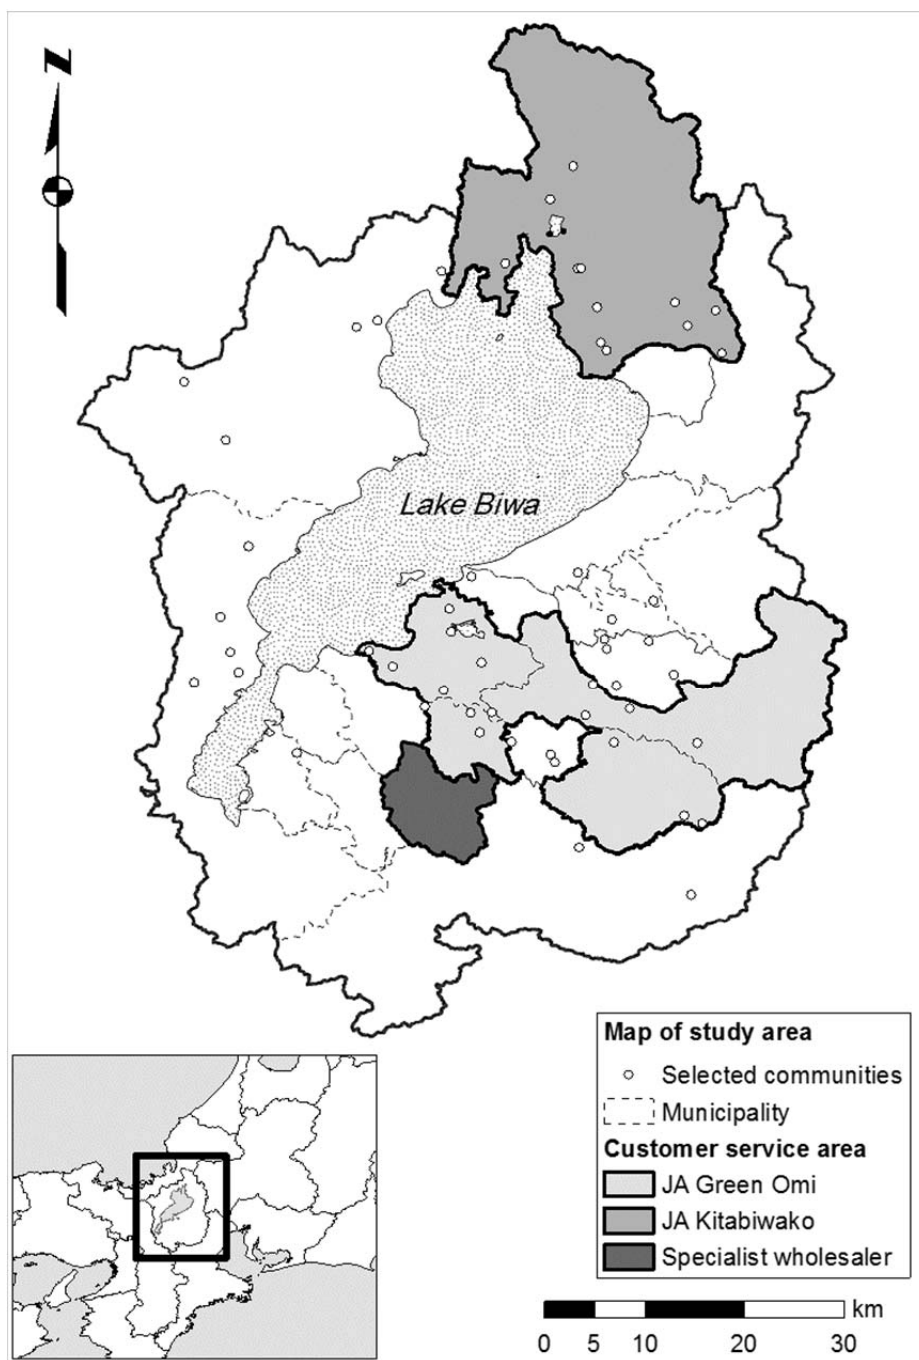 N
Lake Biwa
Map of study area
Selected communities
Municipality
Customer service area
JA Green Omi
JA Kitabiwako
Specialist wholesaler
km
0 5 10 20 30